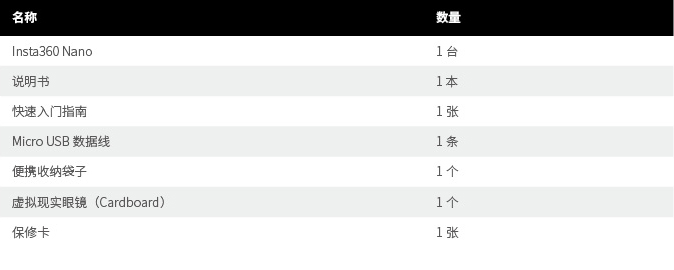 名称 数量
Insta360 Nano 1 台
说明书 1 本
快速入门指南 1 张
Micro USB 数据线 1 条
便携收纳袋子 1 个
虚拟现实眼镜（Cardboard） 1 个
保修卡 1 张